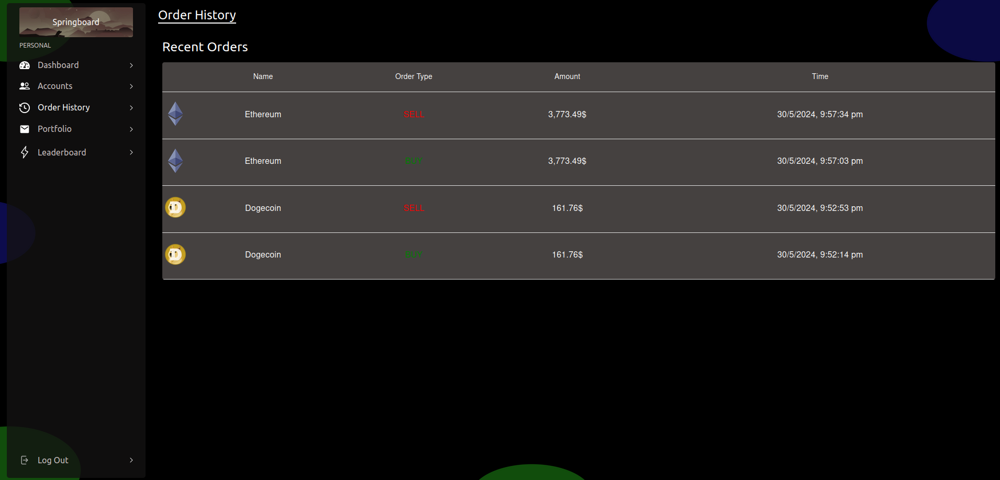 Springboard
PERSONAL
Dashboard
Accounts
Order History
Portfolio
Leaderboard
Log Out
Order History
Recent Orders
Name Order Type Amount Time
Ethereum SELL 3,773.49$ 30/5/2024, 9:57:34 pm
Ethereum BUY 3,773.49$ 30/5/2024, 9:57:03 pm
Dogecoin SELL 161.76$ 30/5/2024, 9:52:53 pm
Dogecoin BUY 161.76$ 30/5/2024, 9:52:14 pm